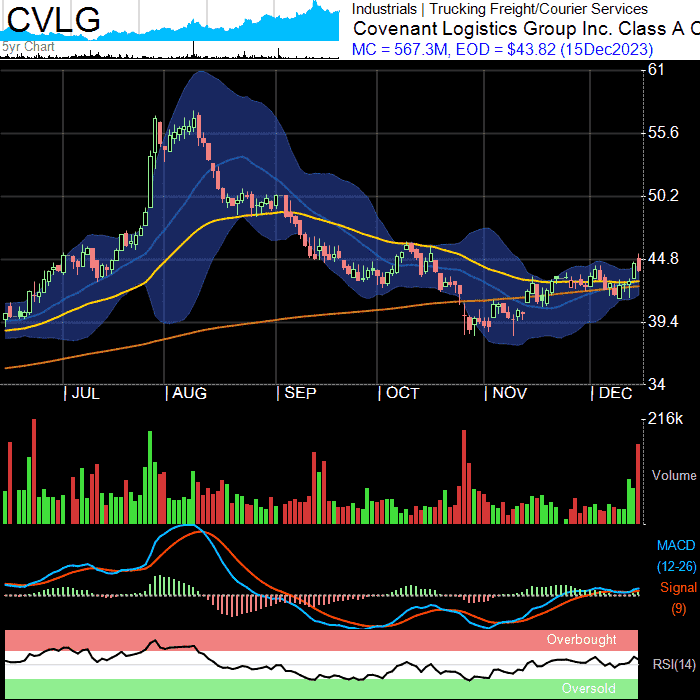 CVLG
5yr Chart
Industrials | Trucking Freight/Courier Services
Covenant Logistics Group Inc. Class A C
MC = 567.3M, EOD = $43.82 (15Dec2023)
61
55.6
50.2
44.8
39.4
34
| JUL | AUG | SEP | OCT | NOV | DEC
216k
Volume
MACD
(12-26)
Signal
(9)
Overbought
RSI(14)
Oversold